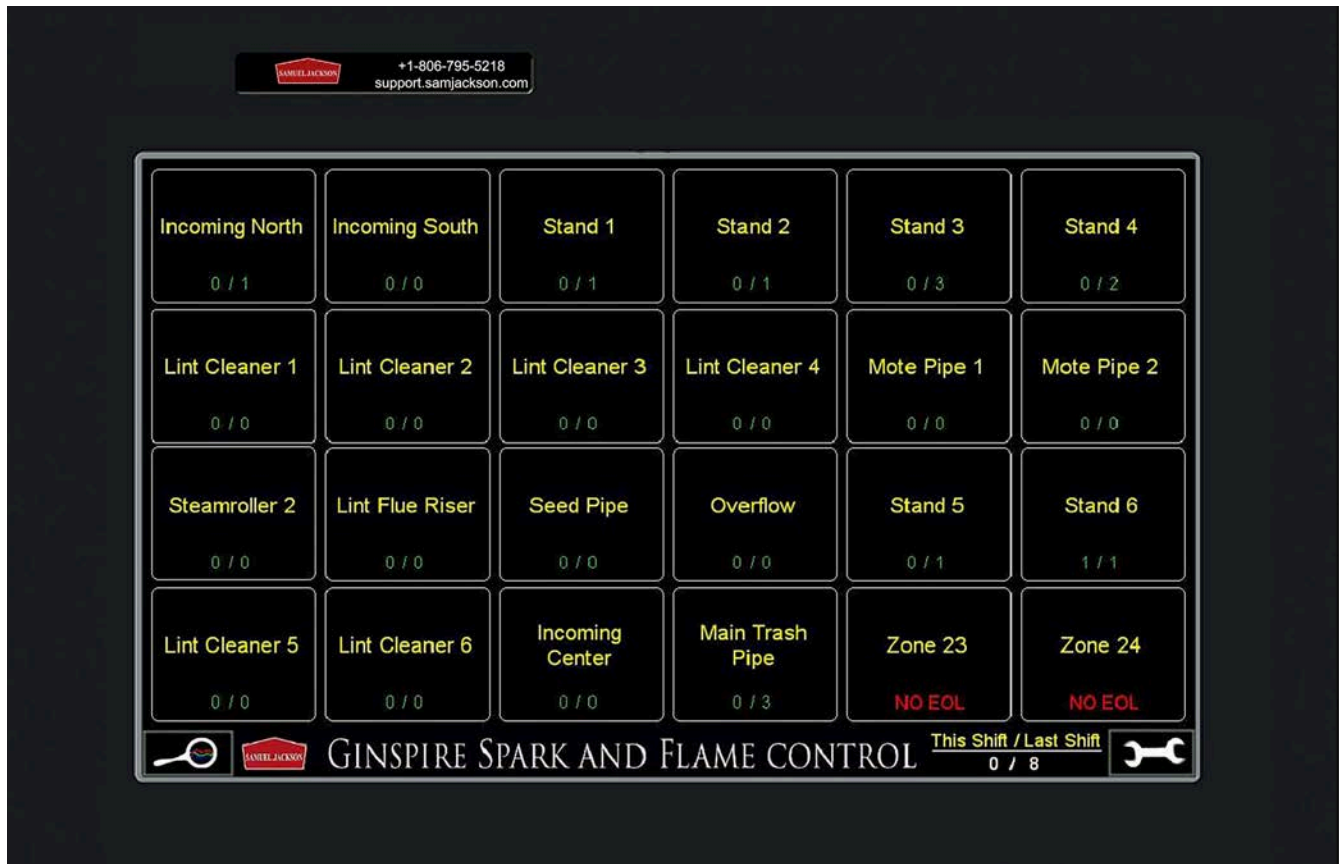 SAMUEL JACKSON
+1-806-795-5218
support.samjackson.com
Incoming North
0 / 1
Incoming South
0 / 0
Stand 1
0 / 1
Stand 2
0 / 1
Stand 3
0 / 3
Stand 4
0 / 2
Lint Cleaner 1
0 / 0
Lint Cleaner 2
0 / 0
Lint Cleaner 3
0 / 0
Lint Cleaner 4
0 / 0
Mote Pipe 1
0 / 0
Mote Pipe 2
0 / 0
Steamroller 2
0 / 0
Lint Flue Riser
0 / 0
Seed Pipe
0 / 0
Overflow
0 / 0
Stand 5
0 / 1
Stand 6
1 / 1
Lint Cleaner 5
0 / 0
Lint Cleaner 6
0 / 0
Incoming
Center
0 / 0
Main Trash
Pipe
0 / 3
Zone 23
NO EOL
Zone 24
NO EOL
SAMUEL JACKSON
GINSPIRE SPARK AND FLAME CONTROL
This Shift / Last Shift
0 / 8